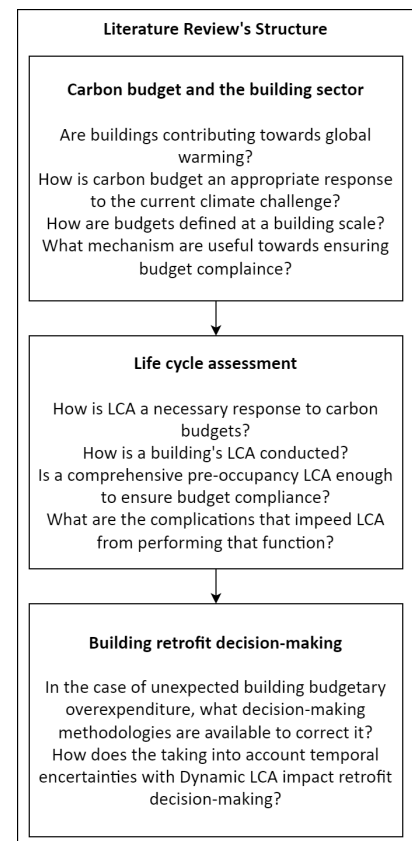 Literature Review's Structure
Carbon budget and the building sector
Are buildings contributing towards global
warming?
How is carbon budget an appropriate response
to the current climate challenge?
How are budgets defined at a building scale?
What mechanism are useful towards ensuring
budget complaince?
Life cycle assessment
How is LCA a necessary response to carbon
budgets?
How is a building's LCA conducted?
Is a comprehensive pre-occupancy LCA enough
to ensure budget compliance?
What are the complications that impeed LCA
from performing that function?
Building retrofit decision-making
In the case of unexpected building budgetary
overexpenditure, what decision-making
methodologies are available to correct it?
How does the taking into account temporal
encertainties with Dynamic LCA impact retrofit
decision-making?